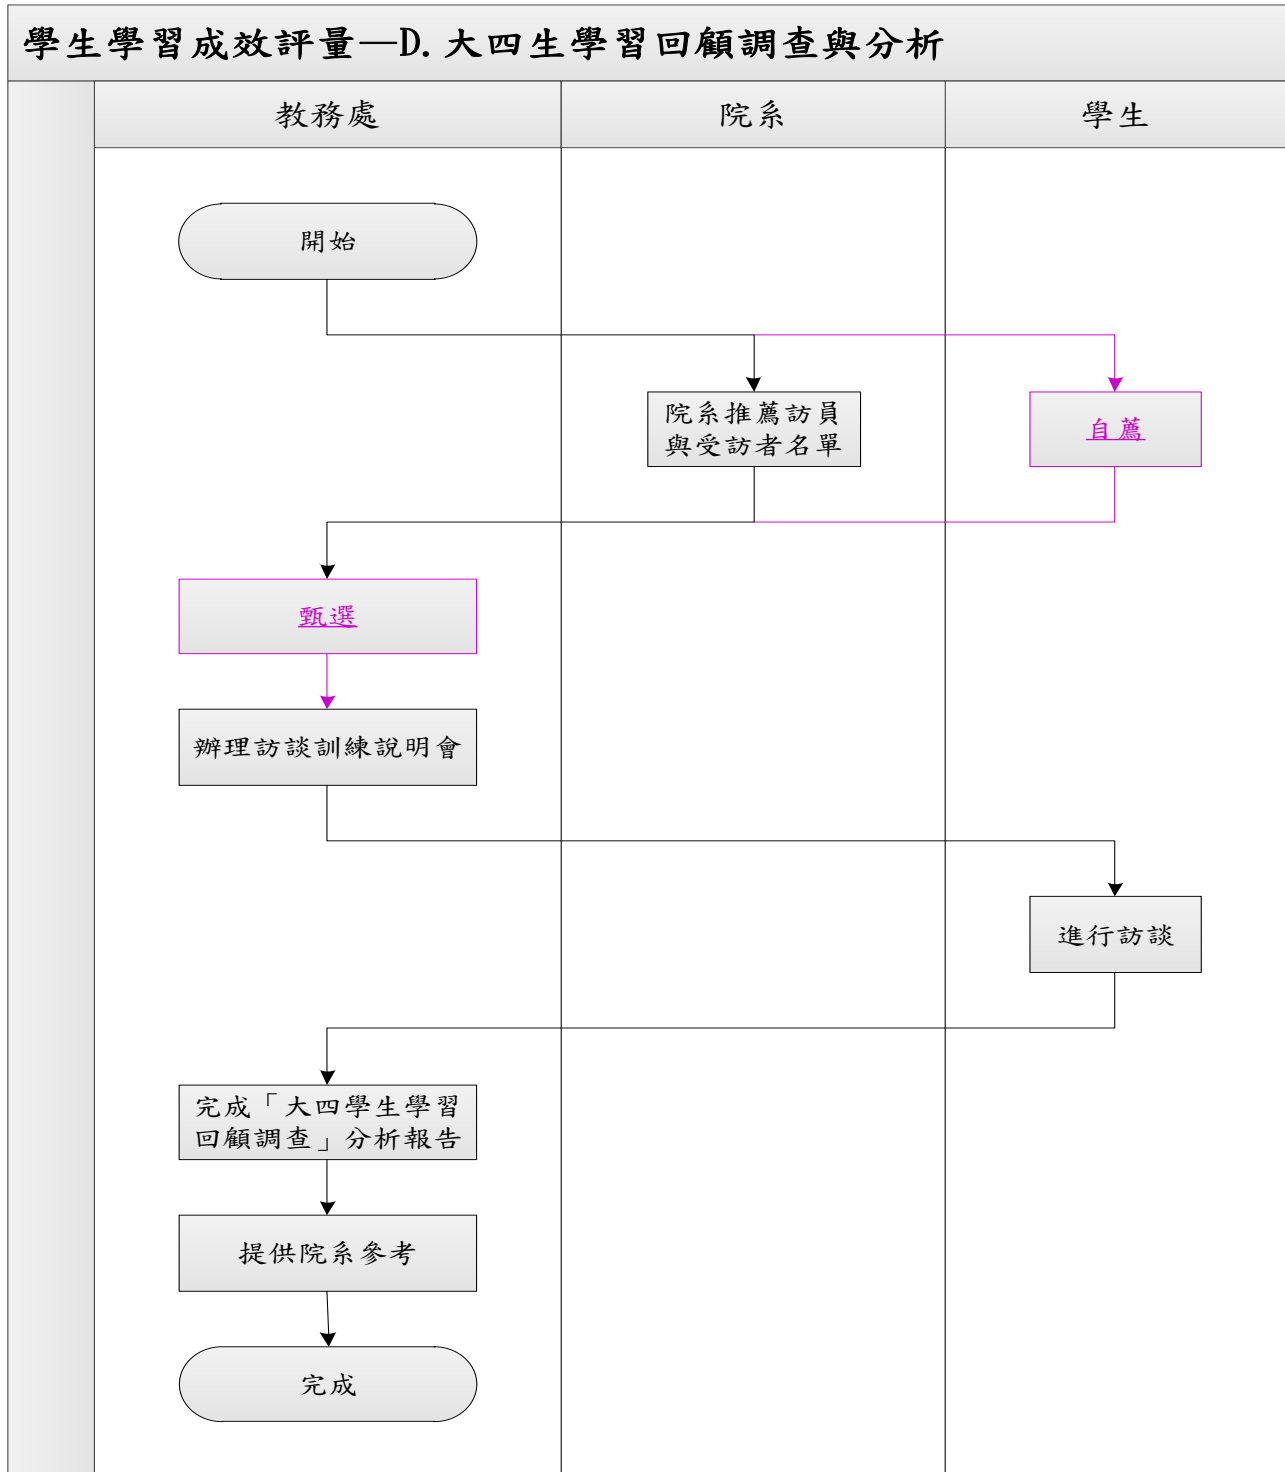 學生學習成效評量—D.大四生學習回顧調查與分析
教務處
院系
學生
開始
院系推薦訪員
與受訪者名單
自薦
甄選
辦理訪談訓練說明會
進行訪談
完成「大四學生學習
回顧調查」分析報告
提供院系參考
完成